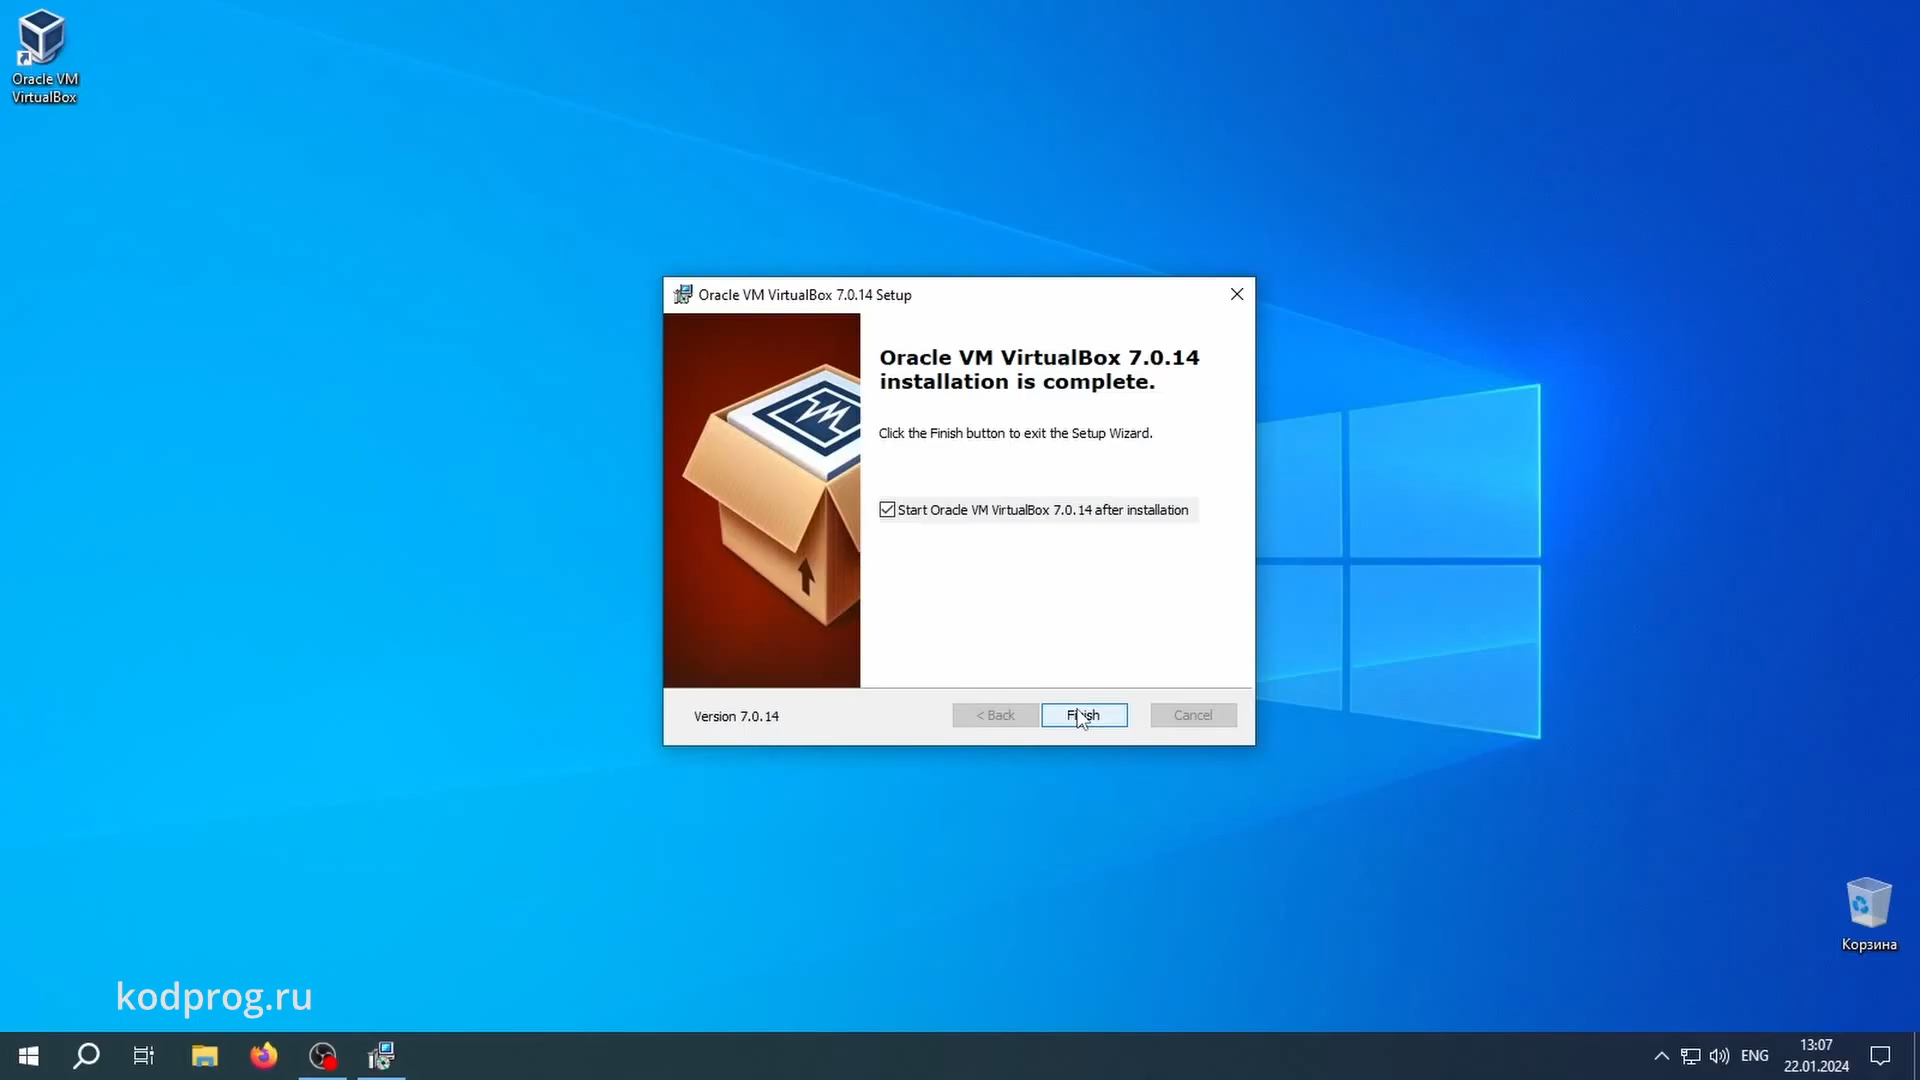 Oracle VM
VirtualBox
Oracle VM VirtualBox 7.0.14 Setup
Oracle VM VirtualBox 7.0.14
installation is complete.
Click the Finish button to exit the Setup Wizard.
Start Oracle VM VirtualBox 7.0.14 after installation
Version 7.0.14
< Back
Finish
Cancel
Корзина
kodprog.ru
ENG
13:07
22.01.2024